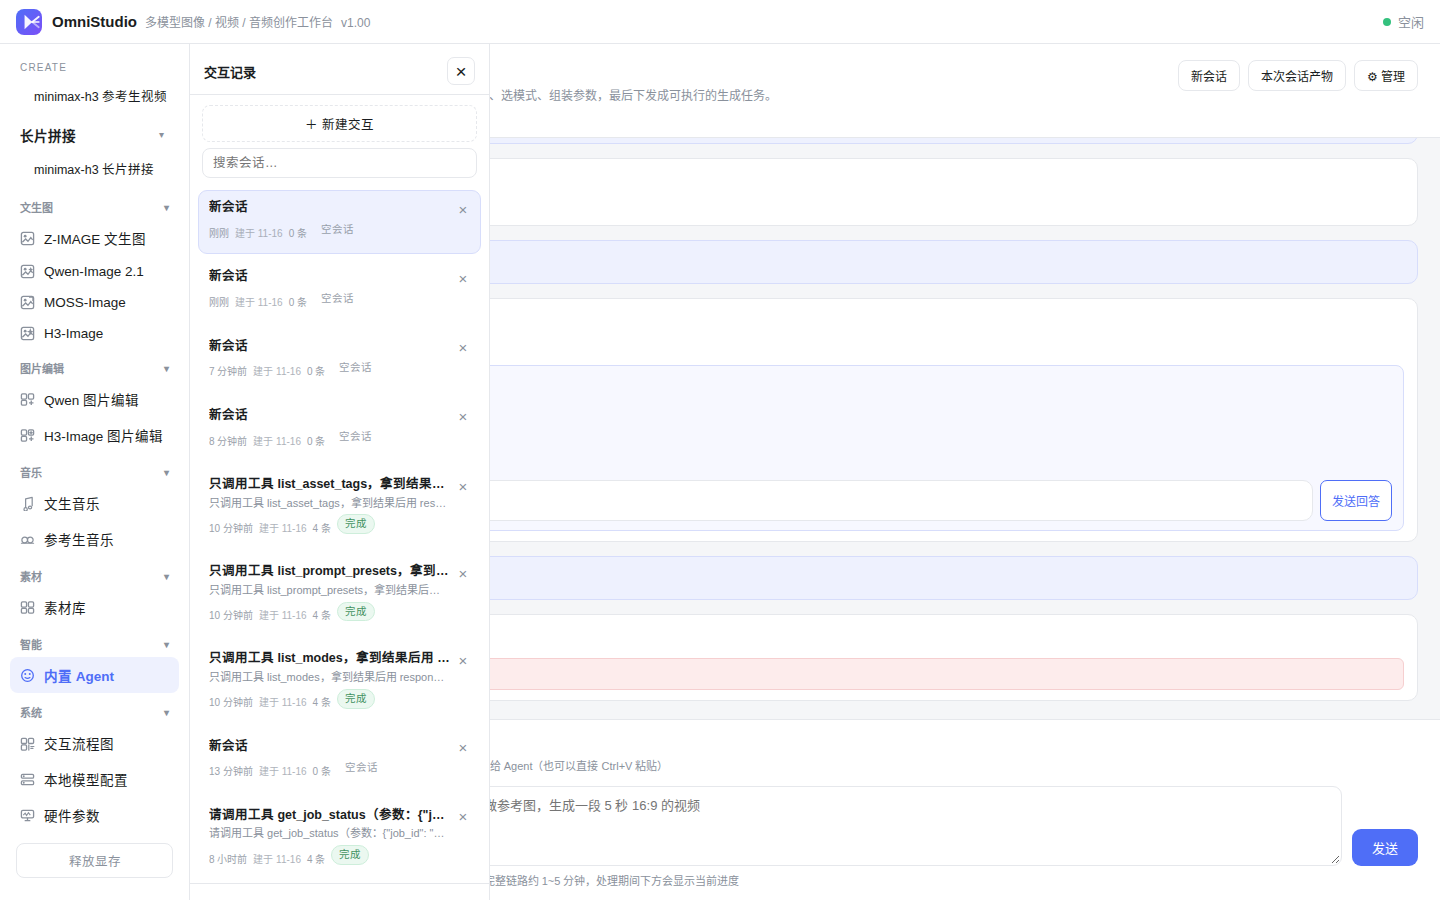 OmniStudio 多模型图像 / 视频 / 音频创作工作台 v1.00
空闲
CREATE
minimax-h3 参考生视频
长片拼接
minimax-h3 长片拼接
文生图
Z-IMAGE 文生图
Qwen-Image 2.1
MOSS-Image
H3-Image
图片编辑
Qwen 图片编辑
H3-Image 图片编辑
音乐
文生音乐
参考生音乐
素材
素材库
智能
内置 Agent
系统
交互流程图
本地模型配置
硬件参数
释放显存
交互记录
＋ 新建交互
搜索会话...
新会话
刚刚 建于 11-16 0 条 空会话
新会话
刚刚 建于 11-16 0 条 空会话
新会话
7 分钟前 建于 11-16 0 条 空会话
新会话
8 分钟前 建于 11-16 0 条 空会话
只调用工具 list_asset_tags，拿到结果...
只调用工具 list_asset_tags，拿到结果后用 res...
10 分钟前 建于 11-16 4 条 完成
只调用工具 list_prompt_presets，拿到...
只调用工具 list_prompt_presets，拿到结果后...
10 分钟前 建于 11-16 4 条 完成
只调用工具 list_modes，拿到结果后用 ...
只调用工具 list_modes，拿到结果后用 respon...
10 分钟前 建于 11-16 4 条 完成
新会话
13 分钟前 建于 11-16 0 条 空会话
请调用工具 get_job_status（参数：{"j...
请调用工具 get_job_status（参数：{"job_id": "...
8 小时前 建于 11-16 4 条 完成
新会话
本次会话产物
⚙ 管理
、选模式、组装参数，最后下发成可执行的生成任务。
发送回答
给 Agent（也可以直接 Ctrl+V 粘贴）
做参考图，生成一段 5 秒 16:9 的视频
发送
完整链路约 1~5 分钟，处理期间下方会显示当前进度